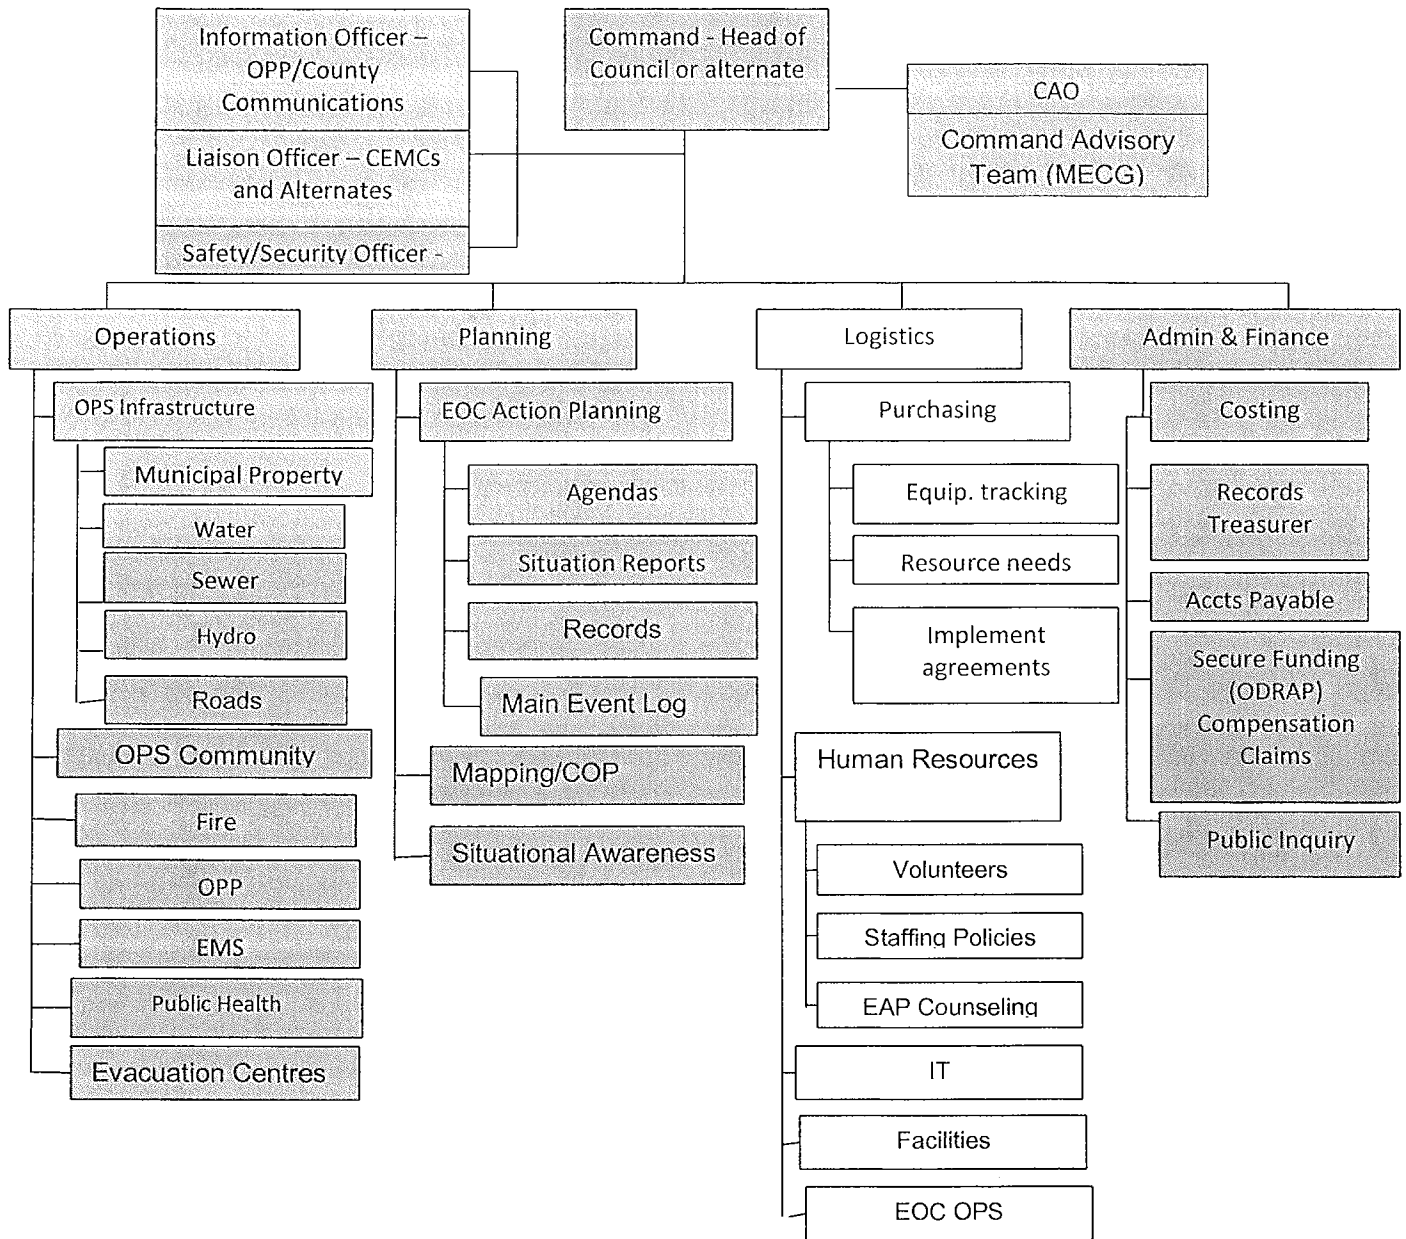 Information Officer –
OPP/County
Communications
Liaison Officer – CEMCs
and Alternates
Safety/Security Officer -
Command - Head of
Council or alternate
CAO
Command Advisory
Team (MECG)
Operations
OPS Infrastructure
Municipal Property
Water
Sewer
Hydro
Roads
OPS Community
Fire
OPP
EMS
Public Health
Evacuation Centres
Planning
EOC Action Planning
Agendas
Situation Reports
Records
Main Event Log
Mapping/COP
Situational Awareness
Logistics
Purchasing
Equip. tracking
Resource needs
Implement
agreements
Human Resources
Volunteers
Staffing Policies
EAP Counseling
IT
Facilities
EOC OPS
Admin & Finance
Costing
Records
Treasurer
Accts Payable
Secure Funding
(ODRAP)
Compensation
Claims
Public Inquiry